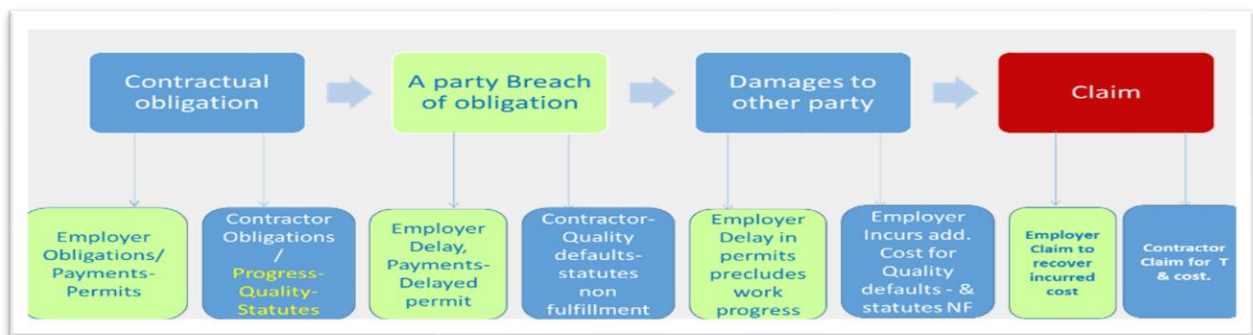 Contractual
obligation
A party Breach
of obligation
Damages to
other party
Claim
Employer
Obligations/
Payments-
Permits
Contractor
Obligations
/
Progress-
Quality-
Statutes
Employer
Delay,
Payments-
Delayed
permit
Contractor-
Quality
defaults-
statutes
non
fulfillment
Employer
Delay in
permits
precludes
work
progress
Employer
Incurs add.
Cost for
Quality
defaults - &
statutes NF
Employer
Claim to
recover
incurred
cost
Contractor
Claim for T
& cost.